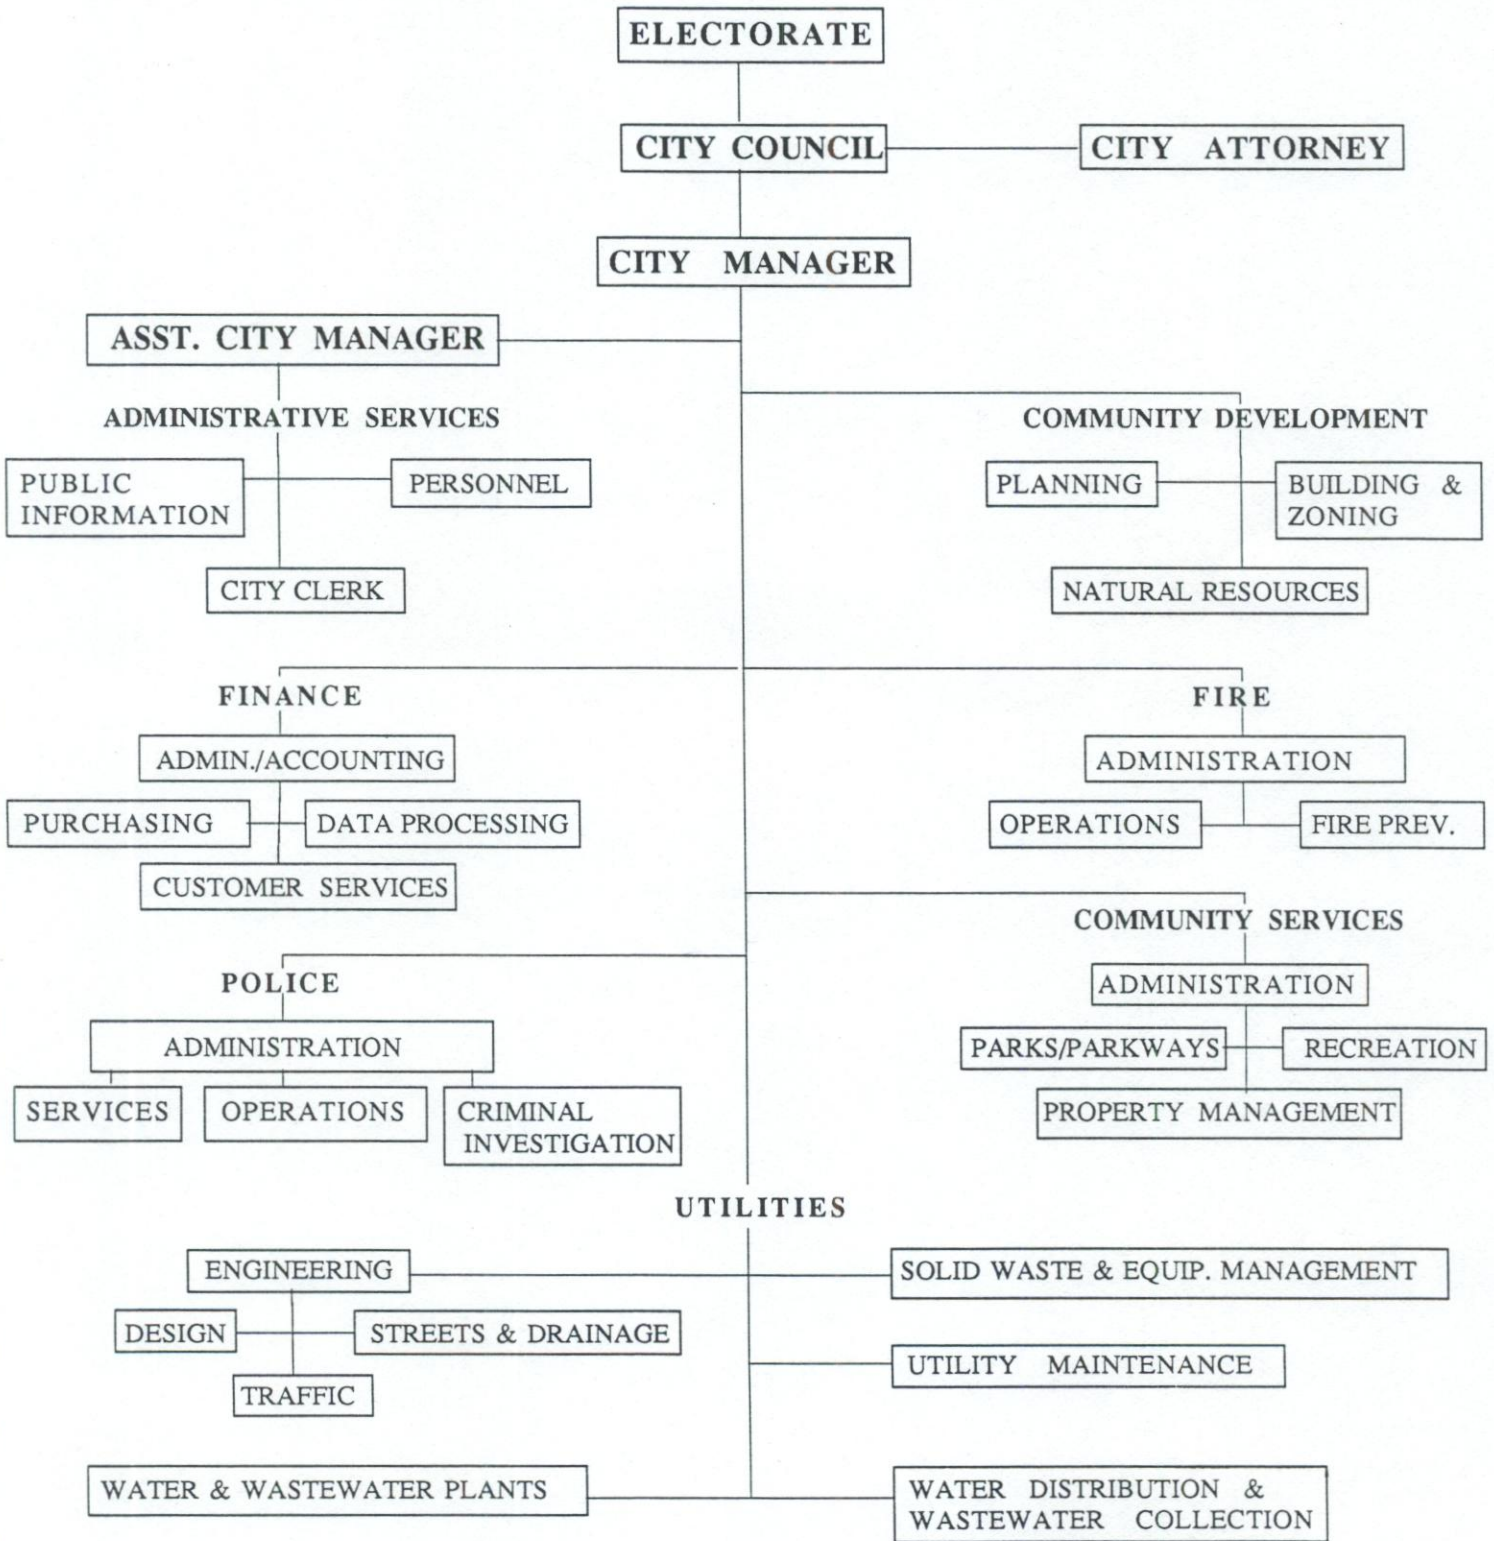 ELECTORATE
CITY COUNCIL
CITY ATTORNEY
CITY MANAGER
ASST. CITY MANAGER
ADMINISTRATIVE SERVICES
PUBLIC
INFORMATION
PERSONNEL
CITY CLERK
COMMUNITY DEVELOPMENT
PLANNING
BUILDING &
ZONING
NATURAL RESOURCES
FINANCE
ADMIN./ACCOUNTING
PURCHASING
DATA PROCESSING
CUSTOMER SERVICES
FIRE
ADMINISTRATION
OPERATIONS
FIRE PREV.
COMMUNITY SERVICES
ADMINISTRATION
PARKS/PARKWAYS
RECREATION
PROPERTY MANAGEMENT
POLICE
ADMINISTRATION
SERVICES
OPERATIONS
CRIMINAL
INVESTIGATION
UTILITIES
ENGINEERING
DESIGN
STREETS & DRAINAGE
TRAFFIC
SOLID WASTE & EQUIP. MANAGEMENT
UTILITY MAINTENANCE
WATER & WASTEWATER PLANTS
WATER DISTRIBUTION &
WASTEWATER COLLECTION